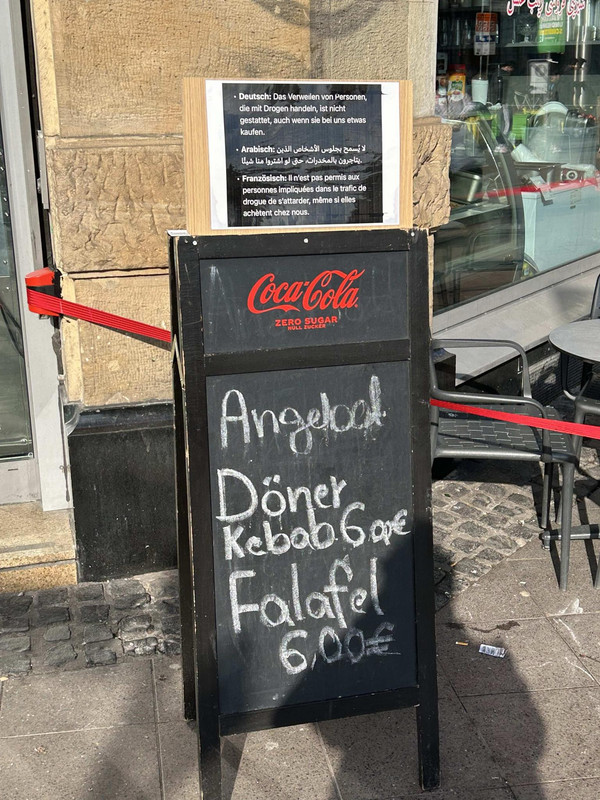 • Deutsch: Das Verweilen von Personen,
die mit Drogen handeln, ist nicht
gestattet, auch wenn sie bei uns etwas
kaufen.
• Arabisch: لا يُسمح بجلوس الأشخاص الذين
يتاجرون بالمخدرات، حتى لو اشتروا منا شيئًا.
• Französisch: Il n'est pas permis aux
personnes impliquées dans le trafic de
drogue de s'attarder, même si elles
achètent chez nous.
Coca-Cola
ZERO SUGAR
NULL ZUCKER
Angebot
Döner
Kebab 6,00€
Falafel
6,00€